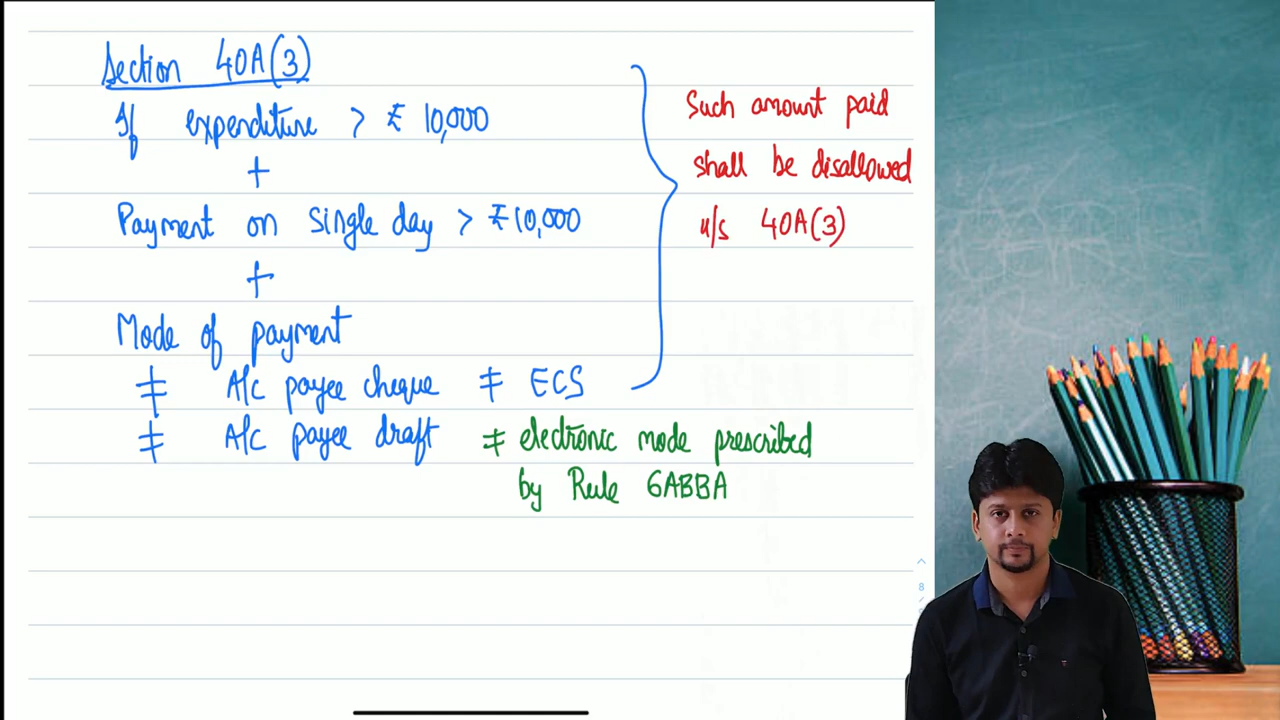 Section 40A(3)
If expenditure > ₹ 10,000
+
Payment on single day > ₹10,000
+
Mode of payment
≠ A/c payee cheque ≠ ECS
≠ A/c payee draft ≠ electronic mode prescribed
by Rule 6ABBA
Such amount paid
shall be disallowed
u/s 40A(3)
8